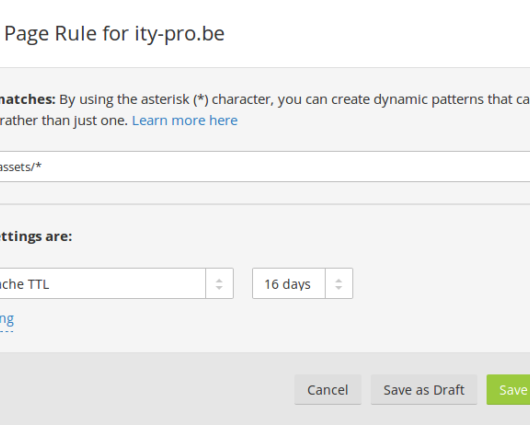 Page Rule for ity-pro.be
matches: By using the asterisk (*) character, you can create dynamic patterns that ca
rather than just one. Learn more here
assets/*
ttings are:
che TTL
16 days
ng
Cancel
Save as Draft
Save